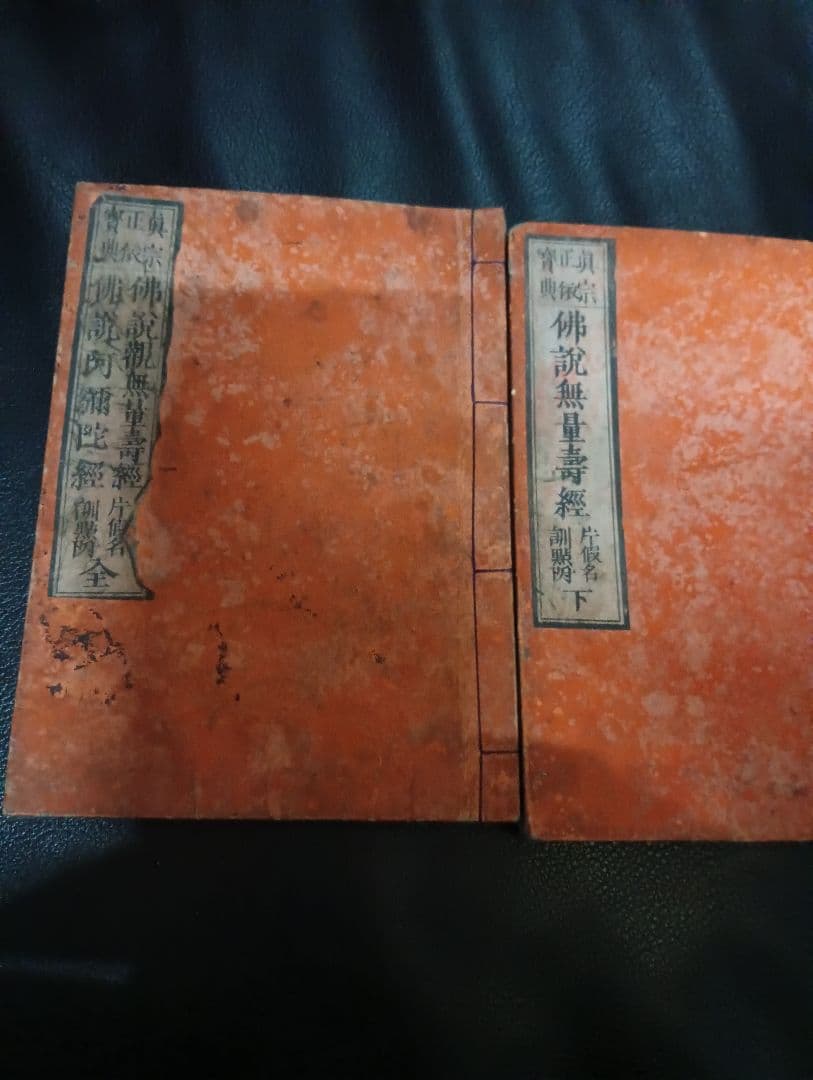 眞宗
正依
寶典
佛說無量壽經
片假名
訓點附
下
眞宗
正依
寶典
佛說觀無量壽經
佛說阿彌陀經
片假名
訓點附
全